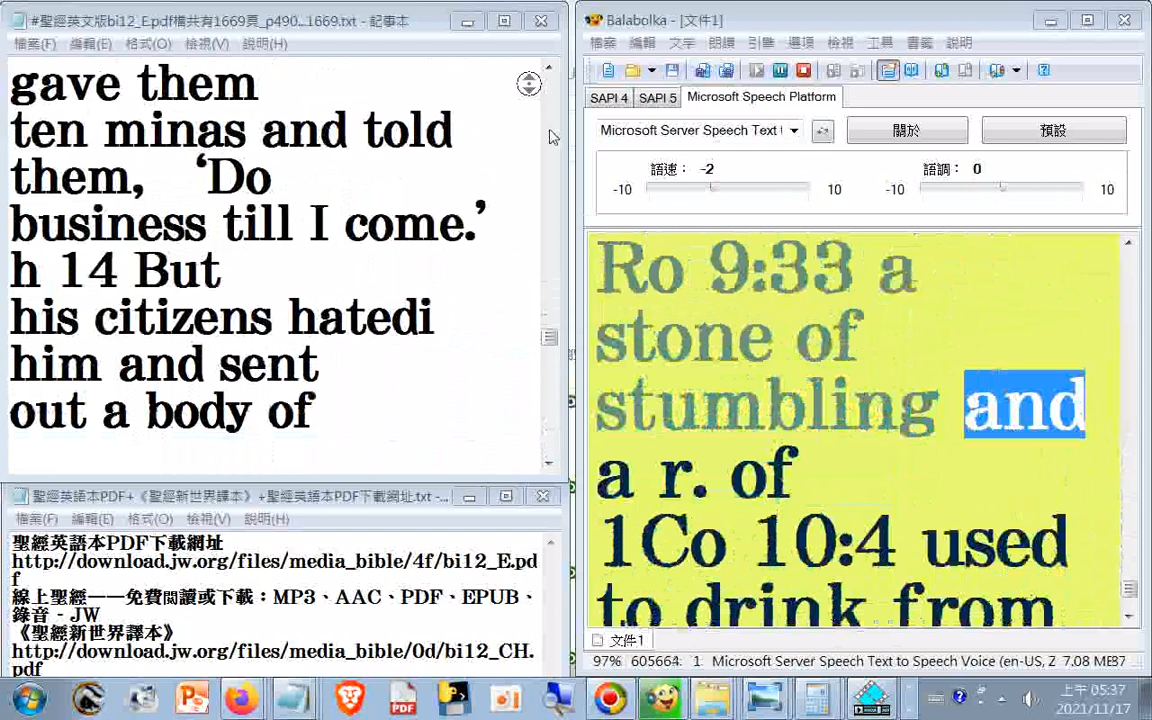 #聖經英文版bi12_E.pdf檔共有1669頁_p490...1669.txt - 記事本
檔案(F) 編輯(E) 格式(O) 檢視(V) 說明(H)
gave them
ten minas and told
them, ‘Do
business till I come.’
h 14 But
his citizens hatedi
him and sent
out a body of
聖經英語本PDF+《聖經新世界譯本》+聖經英語本PDF下載網址.txt -...
檔案(F) 編輯(E) 格式(O) 檢視(V) 說明(H)
聖經英語本PDF下載網址
http://download.jw.org/files/media_bible/4f/bi12_E.pd
f
線上聖經——免費閱讀或下載：MP3、AAC、PDF、EPUB、
錄音 - JW
《聖經新世界譯本》
http://download.jw.org/files/media_bible/0d/bi12_CH.
pdf
Balabolka - [文件1]
檔案 編輯 文字 朗讀 引擎 選項 檢視 工具 書籤 說明
SAPI 4 SAPI 5 Microsoft Speech Platform
Microsoft Server Speech Text 關於 預設
語速： -2 語調： 0
-10 10 -10 10
Ro 9:33 a
stone of
stumbling and
a r. of
1Co 10:4 used
to drink from
文件1
97% 605664: 1 Microsoft Server Speech Text to Speech Voice (en-US, Z 7.08 MB
上午 05:37
2021/11/17